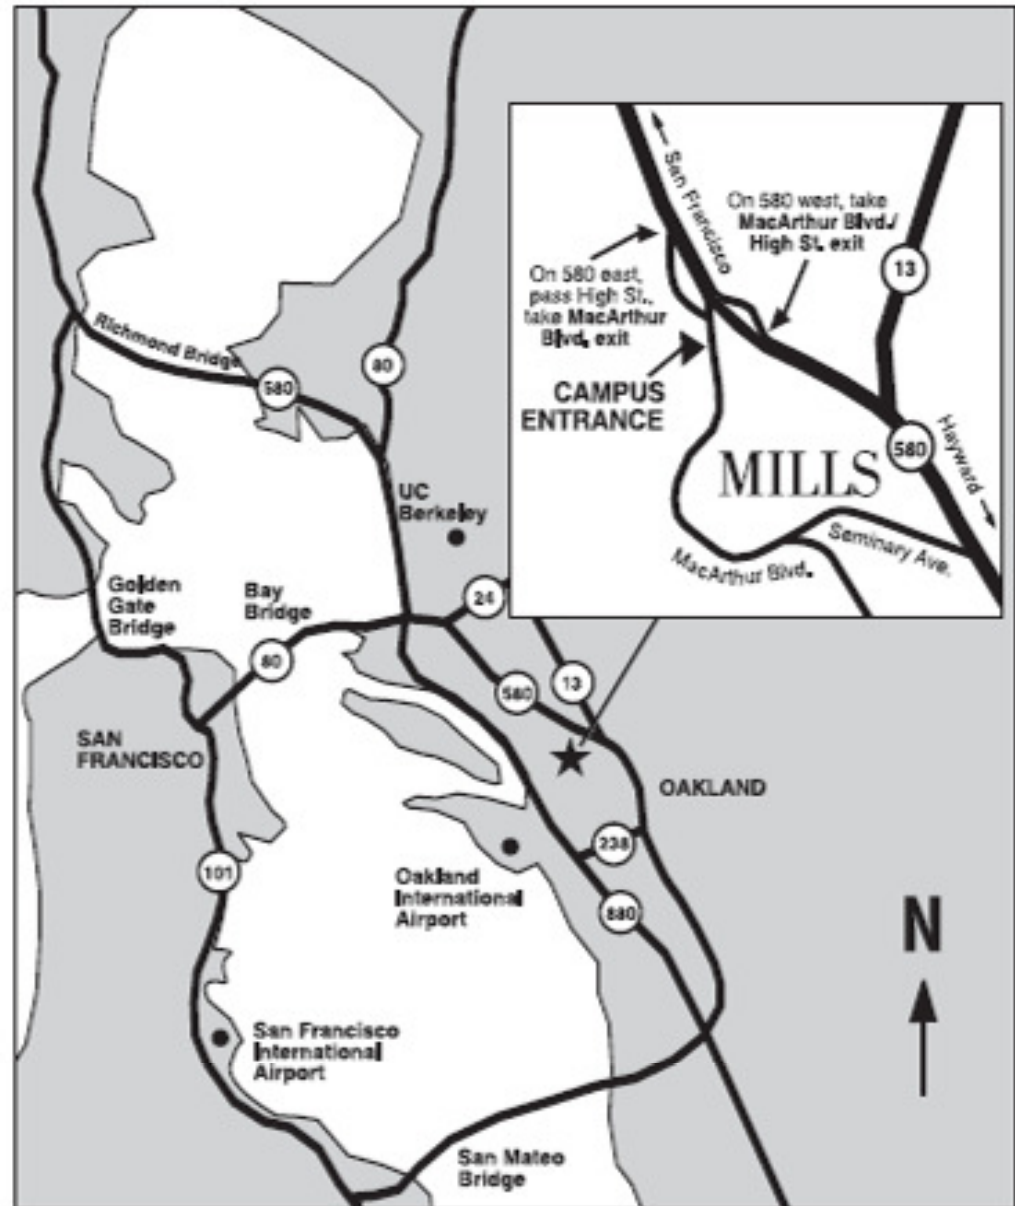 San Francisco
On 580 west, take
MacArthur Blvd./
High St. exit
13
On 580 east,
pass High St.,
take MacArthur
Blvd. exit
CAMPUS
ENTRANCE
580
Hayward
MILLS
Seminary Ave.
MacArthur Blvd.
Richmond Bridge
580
80
UC
Berkeley
Golden
Gate
Bridge
Bay
Bridge
24
80
580
13
SAN
FRANCISCO
OAKLAND
238
101
Oakland
International
Airport
880
N
San Francisco
International
Airport
San Mateo
Bridge